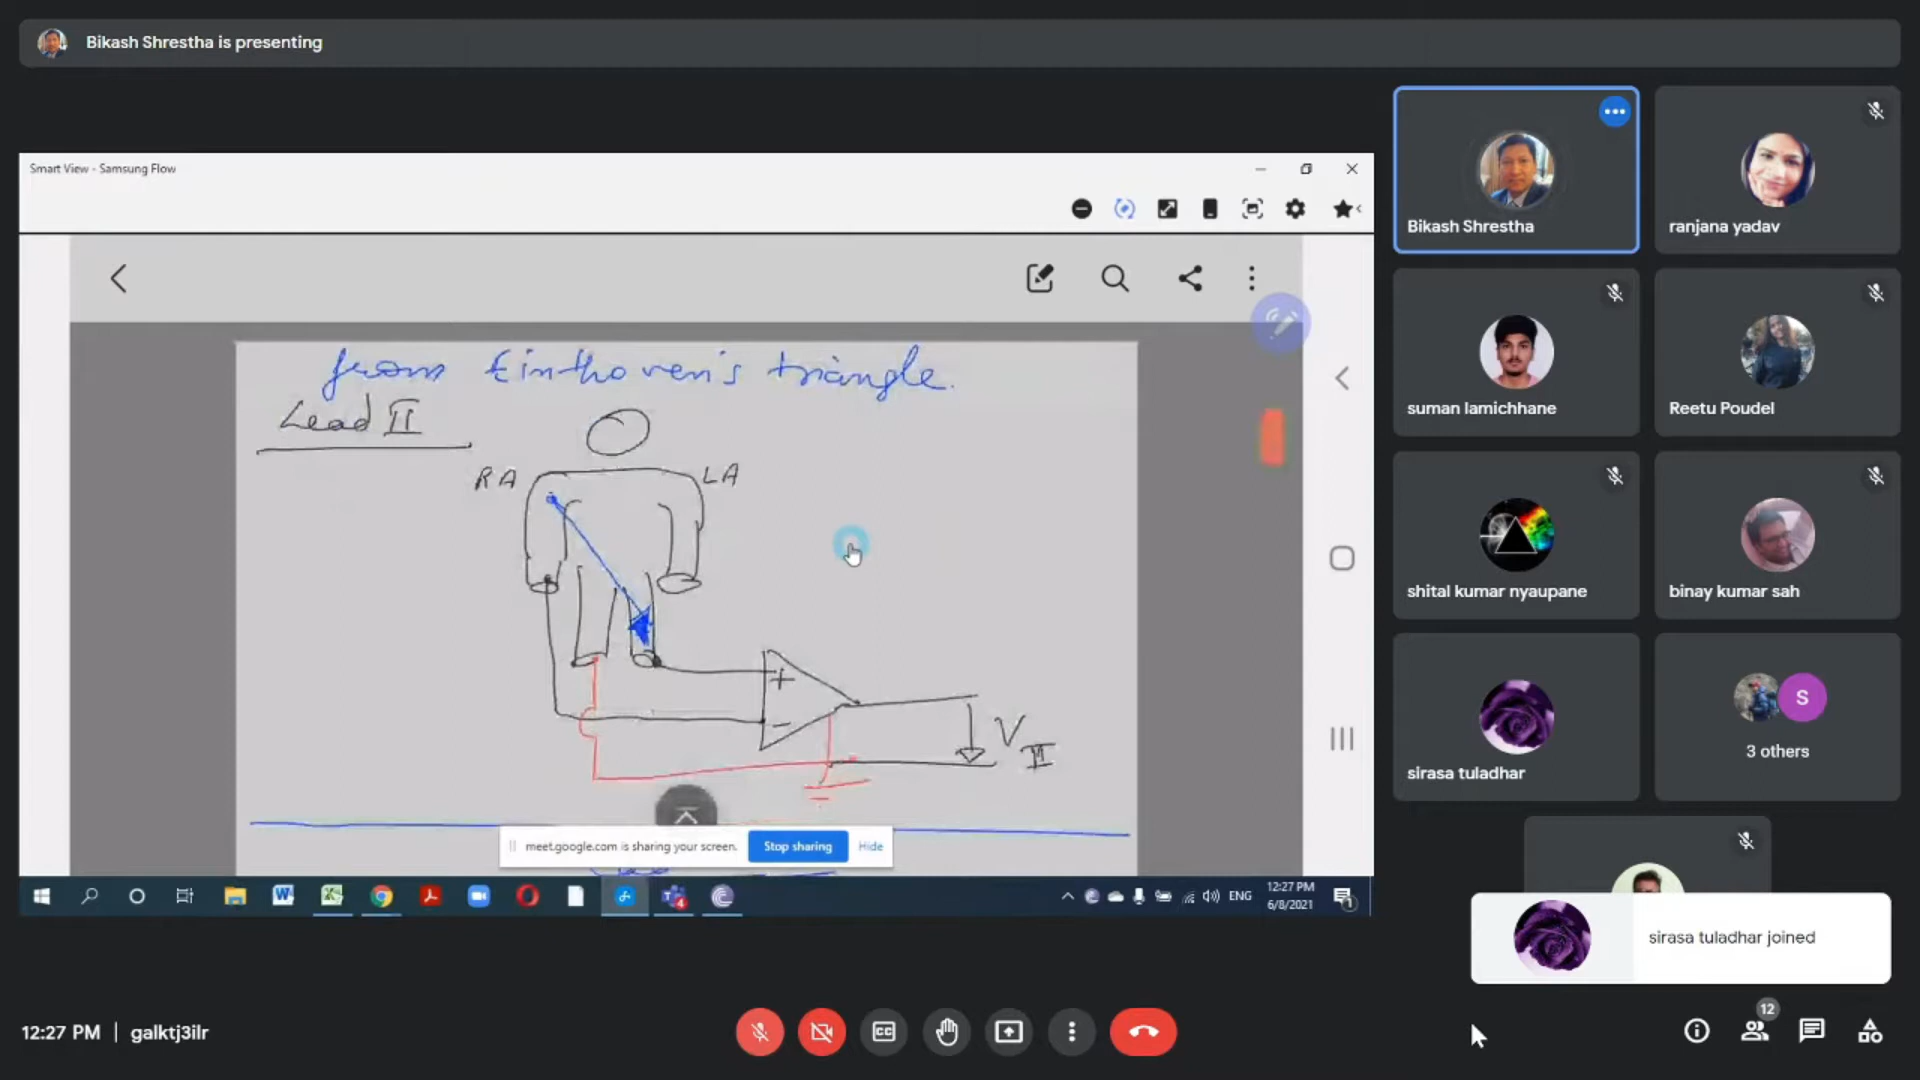 Bikash Shrestha is presenting
Smart View - Samsung Flow
from Einthoven's triangle.
Lead II
RA
LA
+
-
V II
meet.google.com is sharing your screen.
Stop sharing
Hide
ENG
12:27 PM
6/8/2021
1
4
Bikash Shrestha
ranjana yadav
suman lamichhane
Reetu Poudel
shital kumar nyaupane
binay kumar sah
sirasa tuladhar
S
3 others
sirasa tuladhar joined
12:27 PM | galktj3ilr
CC
12